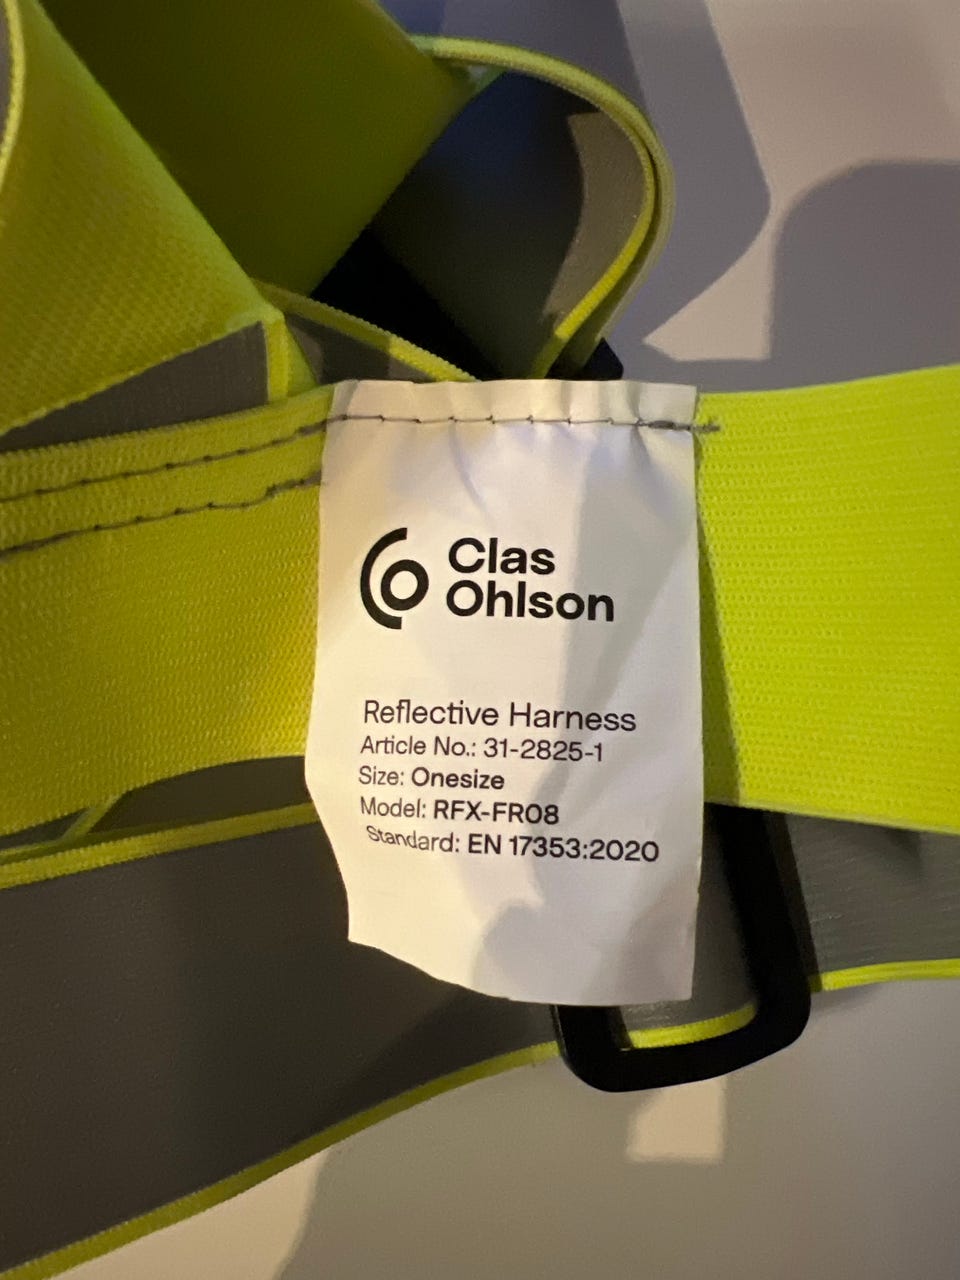 Clas
Ohlson
Reflective Harness
Article No.: 31-2825-1
Size: Onesize
Model: RFX-FR08
Standard: EN 17353:2020